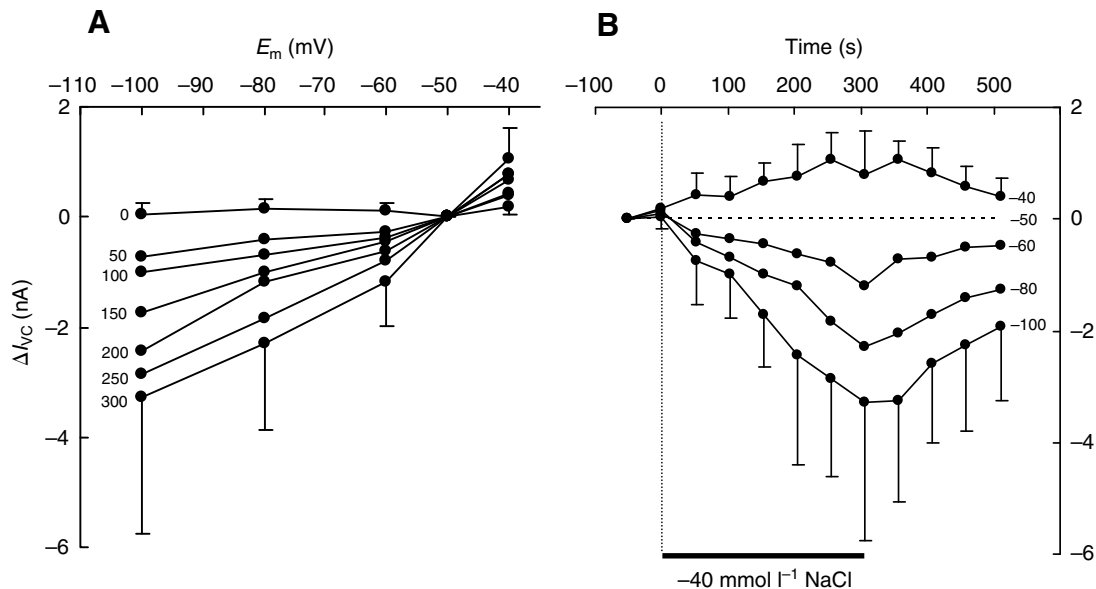 A
E_m (mV)
−110 −100 −90 −80 −70 −60 −50 −40
2
0
−2
−4
−6
ΔI_VC (nA)
0
50
100
150
200
250
300
B
Time (s)
−100 0 100 200 300 400 500
2
0
−2
−4
−6
−40
−50
−60
−80
−100
−40 mmol l⁻¹ NaCl